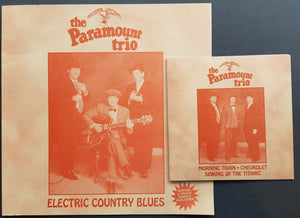 the
Paramount
trio
ELECTRIC COUNTRY BLUES
the
Paramount
trio
MORNING TRAIN • CHEVROLET
SINKING OF THE TITANIC